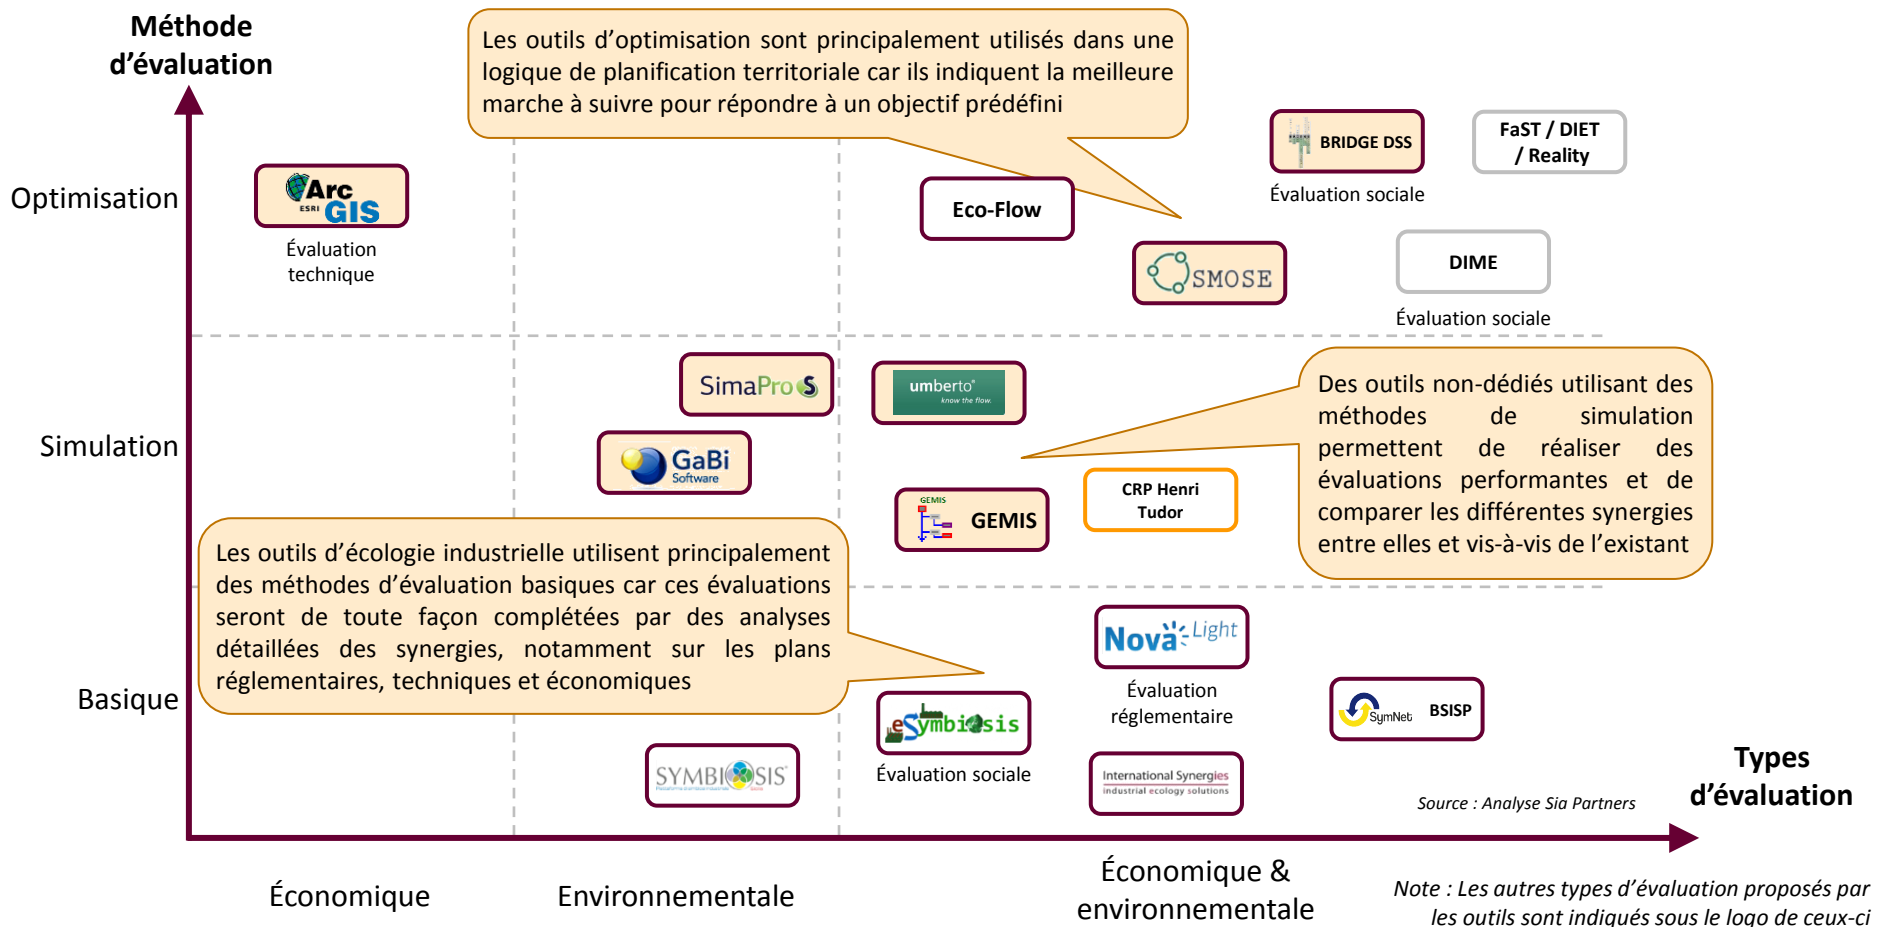 Méthode
d’évaluation
Les outils d’optimisation sont principalement utilisés dans une
logique de planification territoriale car ils indiquent la meilleure
marche à suivre pour répondre à un objectif prédéfini
Optimisation
Arc
ESRI GIS
Évaluation
technique
Eco-Flow
SMOSE
BRIDGE DSS
Évaluation sociale
FaST / DIET
/ Reality
DIME
Évaluation sociale
Simulation
SimaPro S
GaBi
Software
umberto®
know the flow.
GEMIS
GEMIS
CRP Henri
Tudor
Des outils non-dédiés utilisant des
méthodes de simulation
permettent de réaliser des
évaluations performantes et de
comparer les différentes synergies
entre elles et vis-à-vis de l’existant
Les outils d’écologie industrielle utilisent principalement
des méthodes d’évaluation basiques car ces évaluations
seront de toute façon complétées par des analyses
détaillées des synergies, notamment sur les plans
réglementaires, techniques et économiques
Basique
Nova Light
Évaluation
réglementaire
eSymbiosis
Évaluation sociale
SymNet BSISP
SYMBIOSIS
International Synergies
industrial ecology solutions
Source : Analyse Sia Partners
Types
d’évaluation
Économique
Environnementale
Économique &
environnementale
Note : Les autres types d’évaluation proposés par
les outils sont indiqués sous le logo de ceux-ci